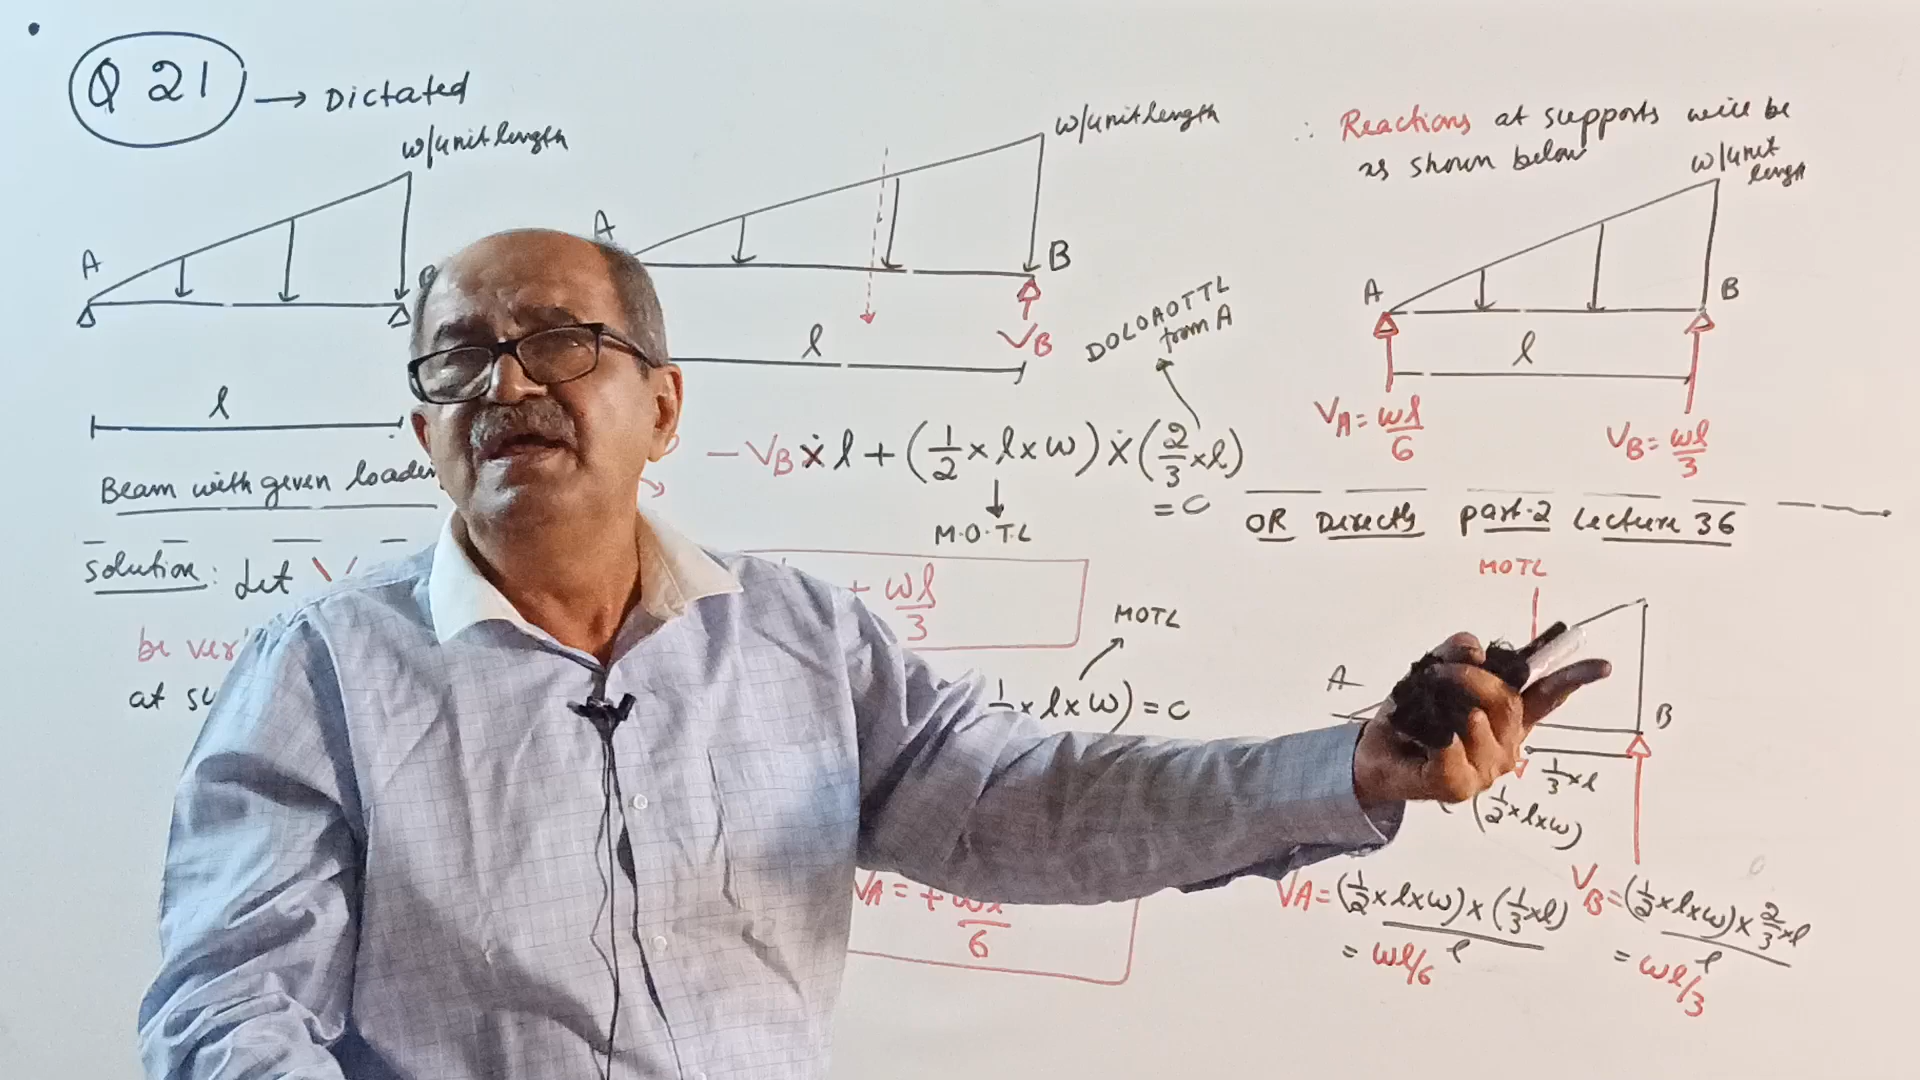 Q 21 → Dictated
w/unit length
A
B
l
Beam with given loadin
Solution: Let V
be ver
at su
w/unit length
A
B
VB
l
DOLOAOTTL
from A
- VB × l + (1/2 × l × w) × (2/3 × l)
= 0
M.O.T.L
+ wl/3
MOTL
1/ × l × w) = 0
VA = + wl/6
∴ Reactions at supports will be
as shown below
w/unit
length
A
B
l
VA = wl/6
VB = wl/3
OR Directly part-2 Lecture 36
MOTL
A
B
1/3 × l
(1/2 × l × w)
VA = (1/2 × l × w) × (1/3 × l) / l
= wl/6
VB = (1/2 × l × w) × 2/3 × l / l
= wl/3